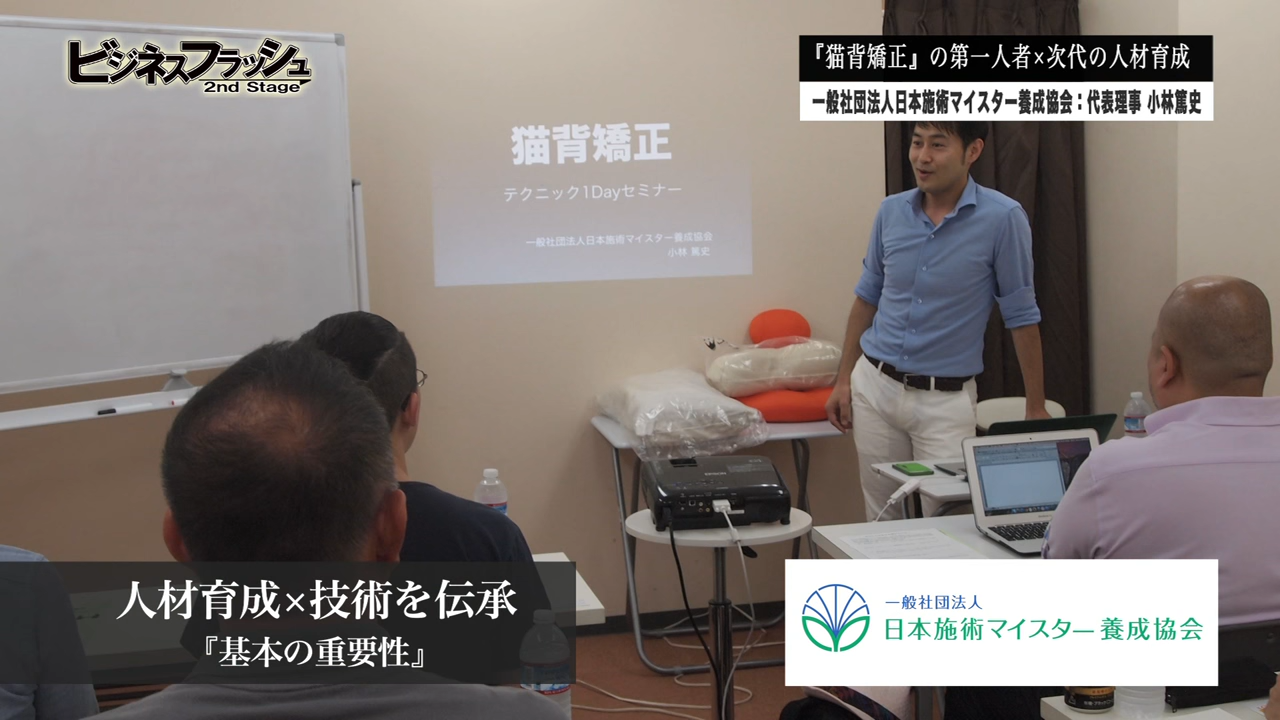 ビジネスフラッシュ
2nd Stage
『猫背矯正』の第一人者×次代の人材育成
一般社団法人日本施術マイスター養成協会：代表理事 小林篤史
猫背矯正
テクニック1Dayセミナー
一般社団法人日本施術マイスター養成協会
小林 篤史
EPSON
人材育成×技術を伝承
『基本の重要性』
一般社団法人
日本施術マイスター養成協会